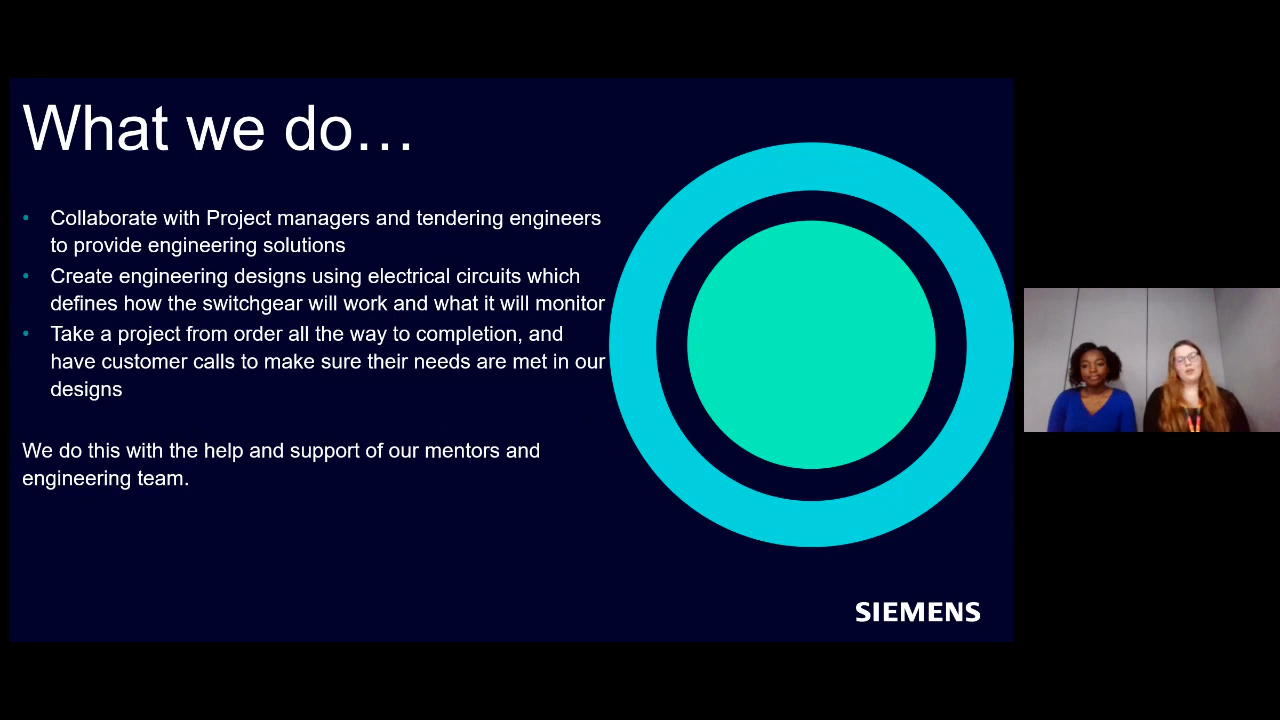 What we do…
• Collaborate with Project managers and tendering engineers
to provide engineering solutions
• Create engineering designs using electrical circuits which
defines how the switchgear will work and what it will monitor
• Take a project from order all the way to completion, and
have customer calls to make sure their needs are met in our
designs
We do this with the help and support of our mentors and
engineering team.
SIEMENS